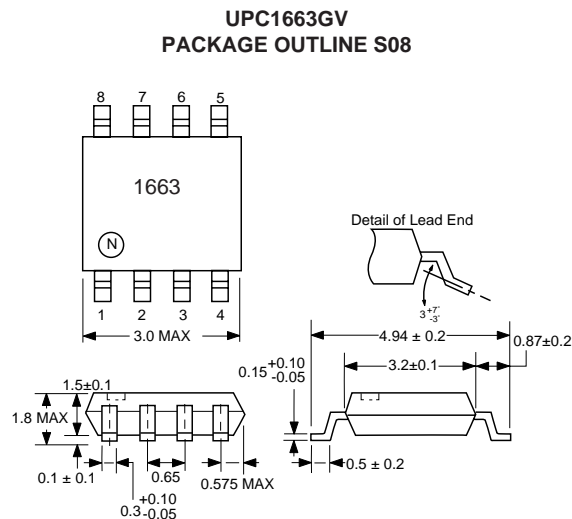 UPC1663GV
PACKAGE OUTLINE S08
8 7 6 5
1663
N
1 2 3 4
3.0 MAX
Detail of Lead End
3 +7° -3°
4.94 ± 0.2
0.87±0.2
3.2±0.1
0.15 +0.10 -0.05
0.5 ± 0.2
1.5±0.1
1.8 MAX
0.1 ± 0.1
0.65
0.575 MAX
0.3 +0.10 -0.05